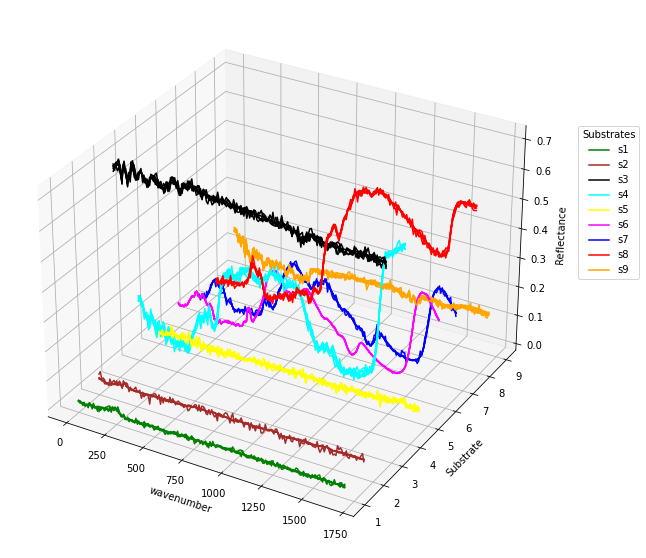 0.7
0.6
0.5
0.4
0.3
0.2
0.1
0.0
Reflectance
Substrates
s1
s2
s3
s4
s5
s6
s7
s8
s9
0
250
500
750
1000
1250
1500
1750
wavenumber
1
2
3
4
5
6
7
8
9
Substrate